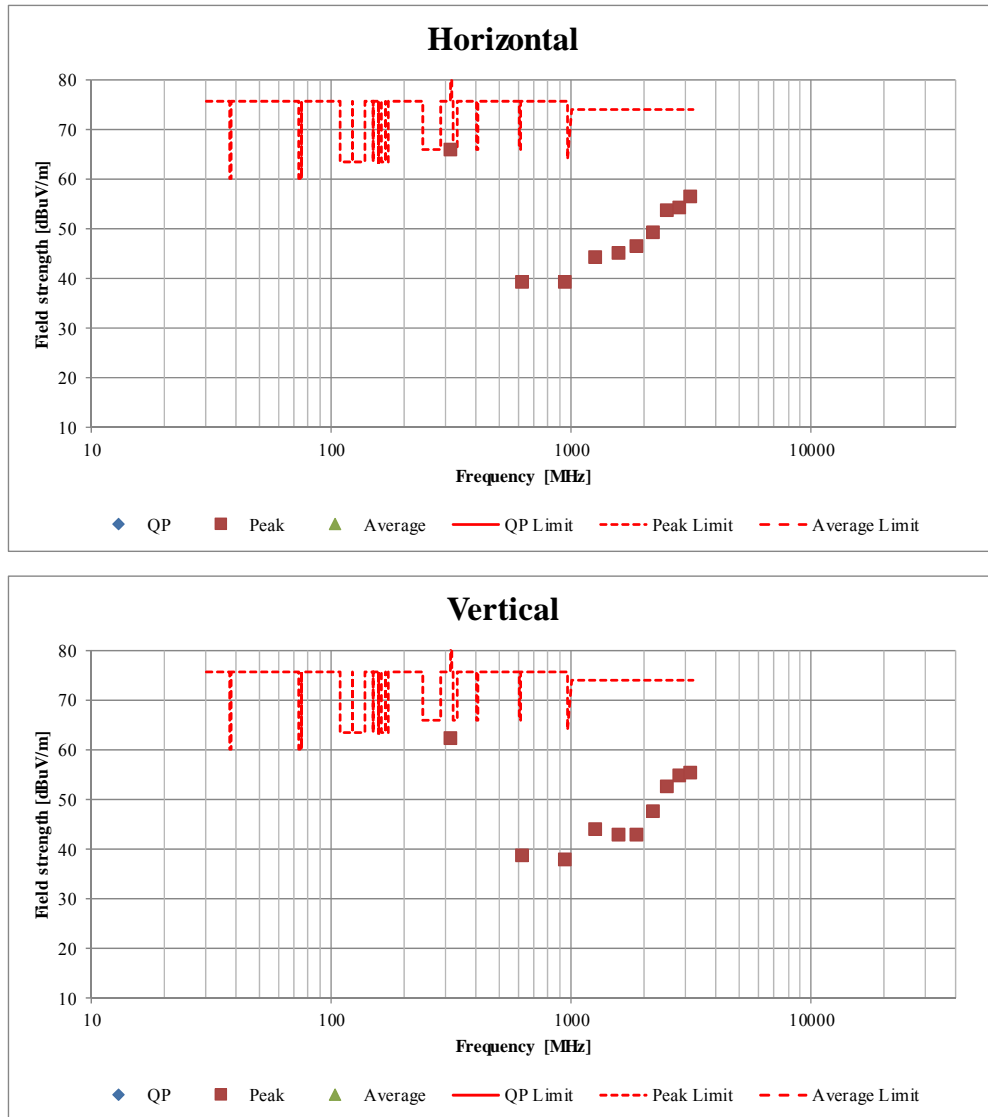 Horizontal
80
70
60
50
40
30
20
10
Field strength [dBuV/m]
10 100 1000 10000
Frequency [MHz]
QP Peak Average QP Limit Peak Limit Average Limit
Vertical
80
70
60
50
40
30
20
10
Field strength [dBuV/m]
10 100 1000 10000
Frequency [MHz]
QP Peak Average QP Limit Peak Limit Average Limit